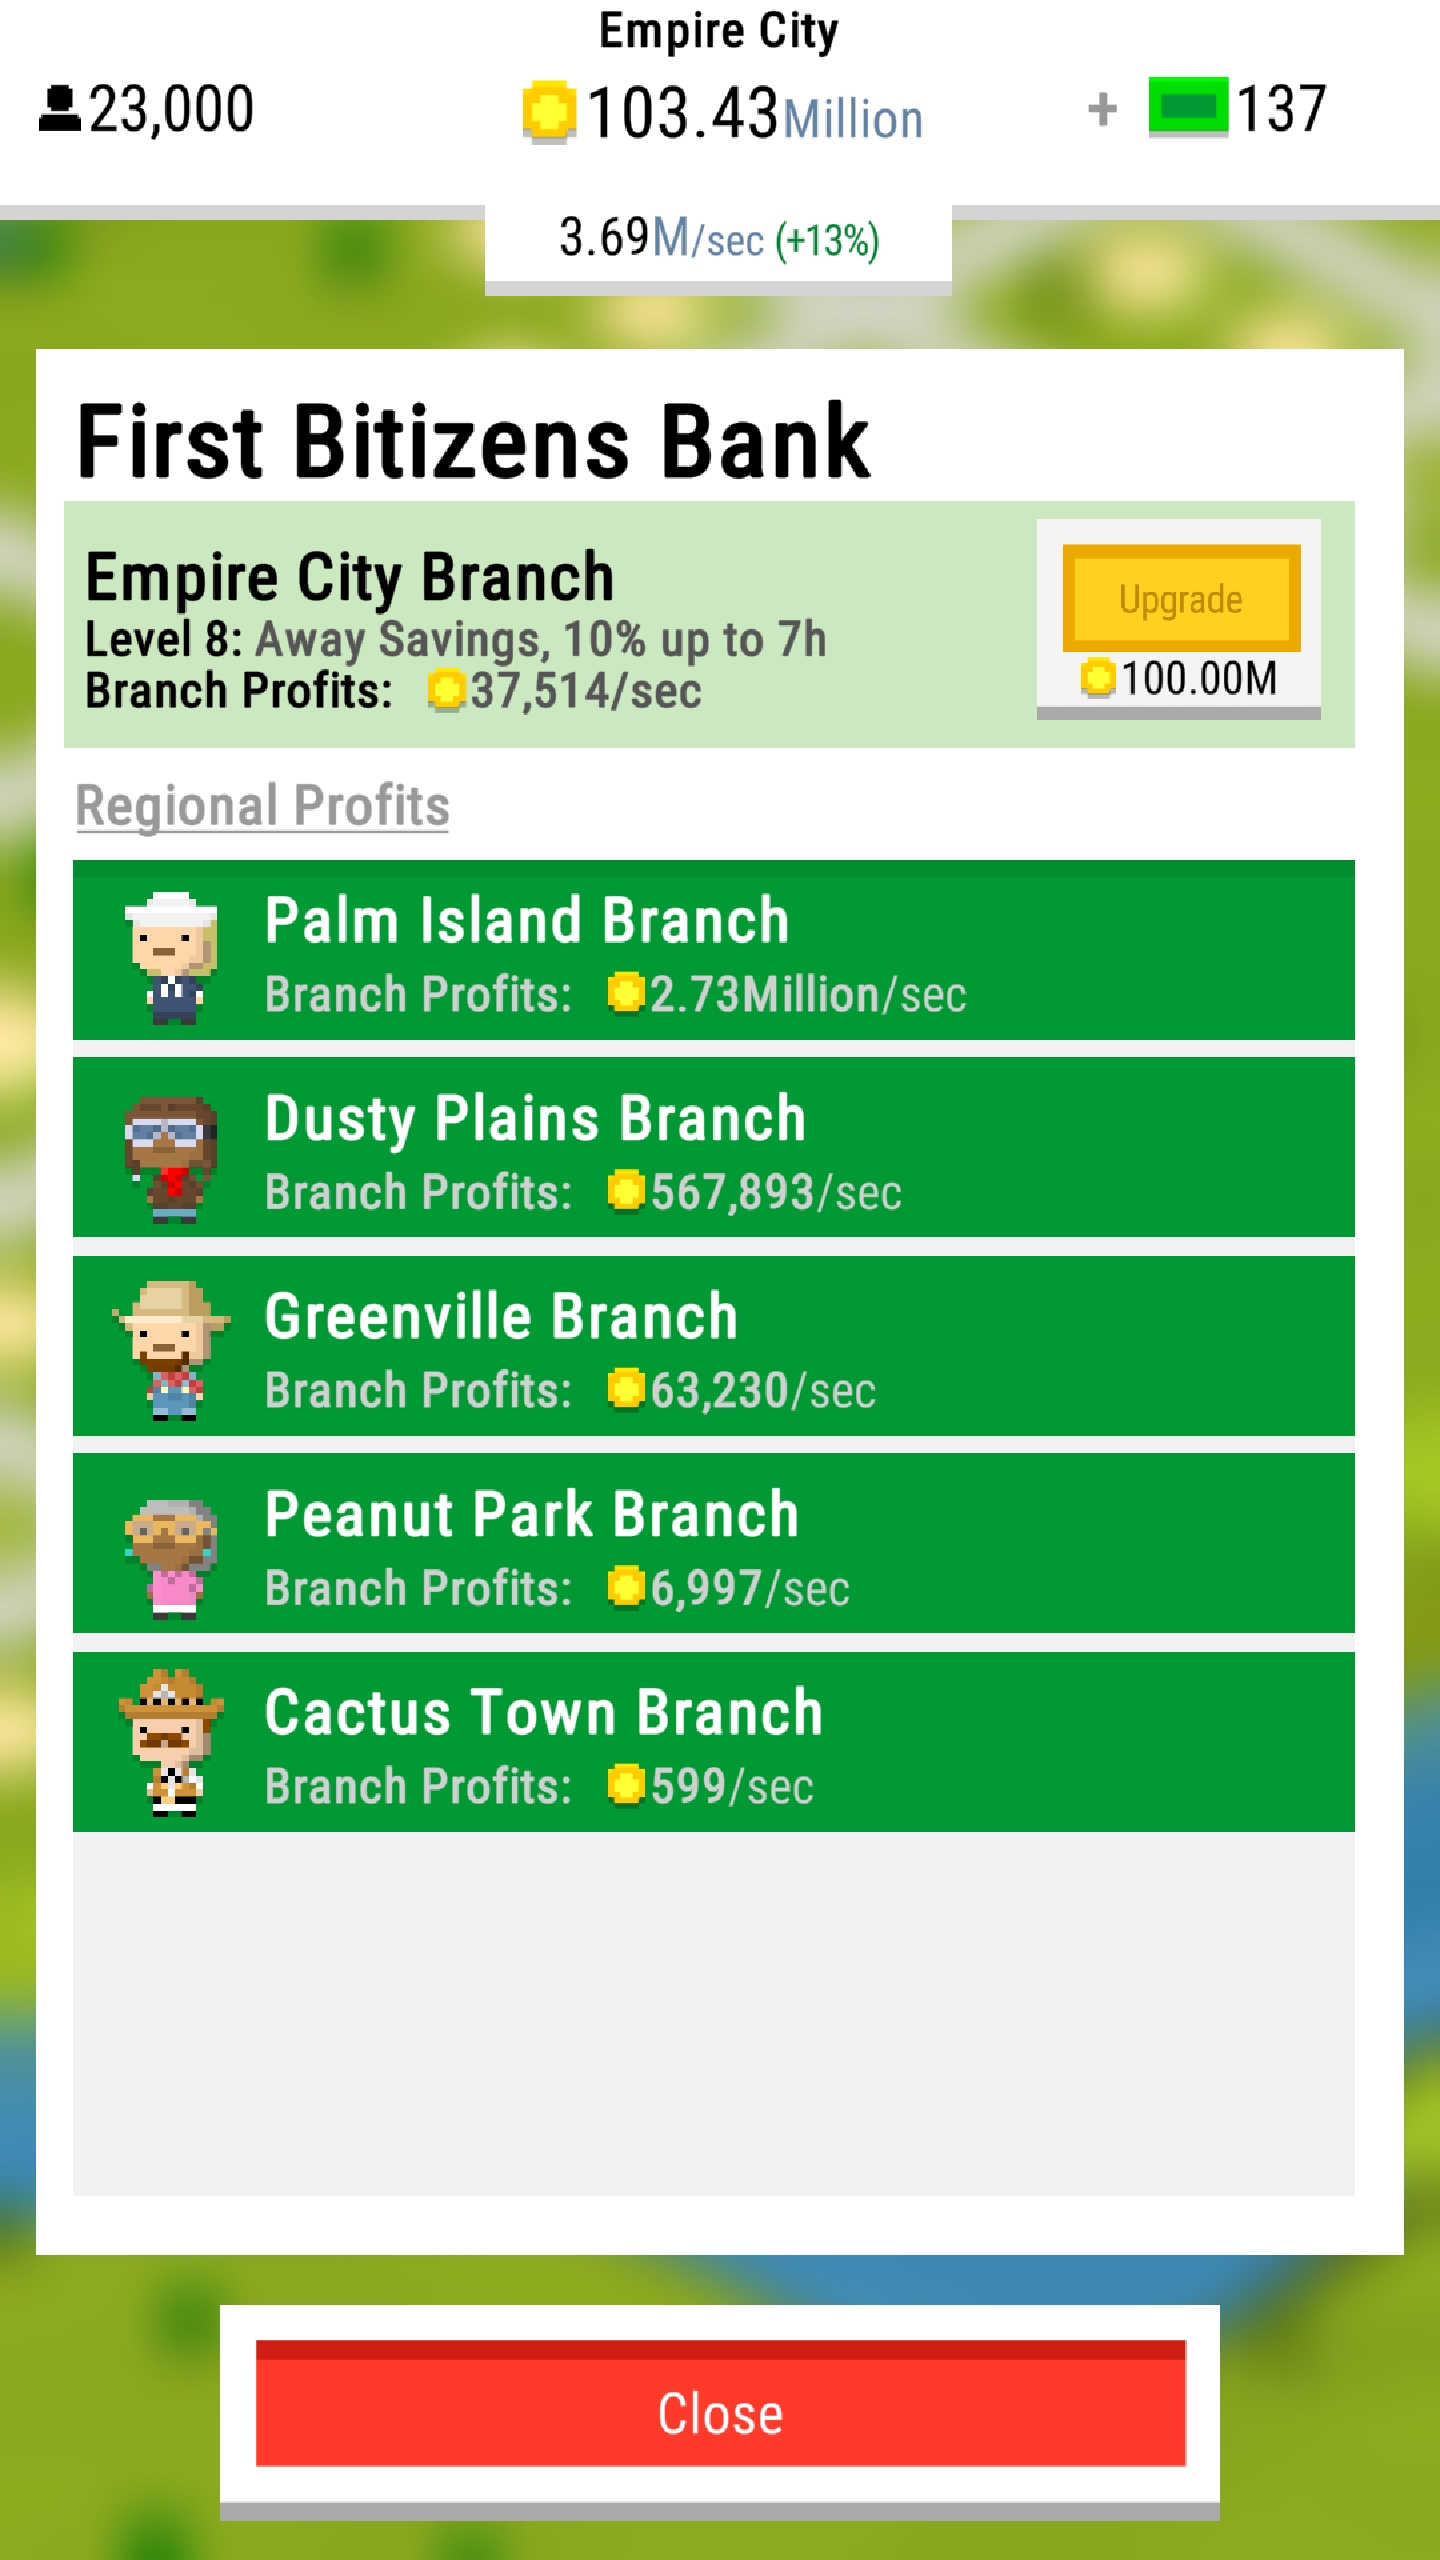 Empire City
23,000
103.43Million
+ 137
3.69M/sec (+13%)
First Bitizens Bank
Empire City Branch
Level 8: Away Savings, 10% up to 7h
Branch Profits: 37,514/sec
Upgrade
100.00M
Regional Profits
Palm Island Branch
Branch Profits: 2.73Million/sec
Dusty Plains Branch
Branch Profits: 567,893/sec
Greenville Branch
Branch Profits: 63,230/sec
Peanut Park Branch
Branch Profits: 6,997/sec
Cactus Town Branch
Branch Profits: 599/sec
Close